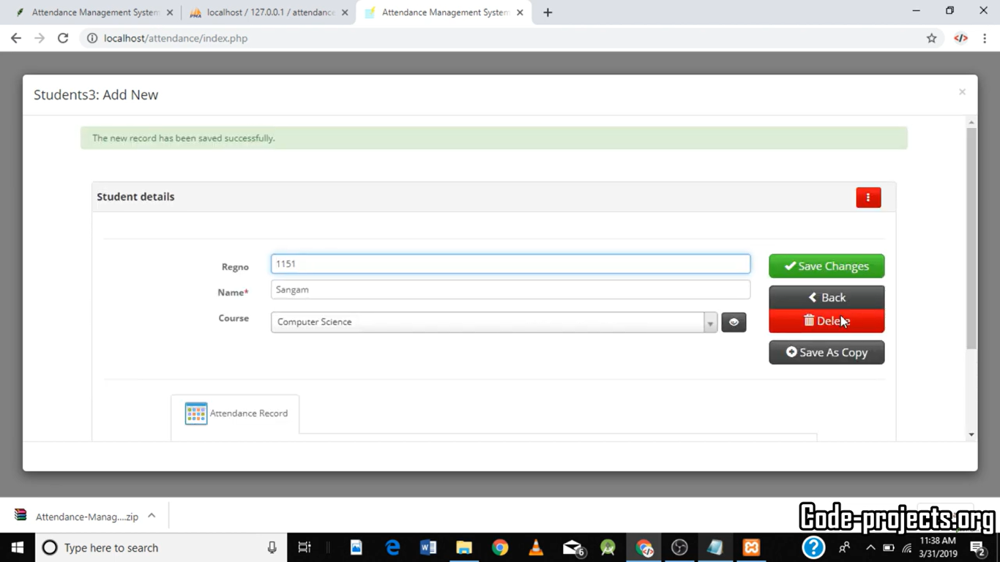 Attendance Management System
localhost / 127.0.0.1 / attendance
Attendance Management System
localhost/attendance/index.php
Students3: Add New
The new record has been saved successfully.
Student details
Regno
1151
Save Changes
Name*
Sangam
Back
Course
Computer Science
Delete
Save As Copy
Attendance Record
Attendance-Manag....zip
Code-projects.org
Type here to search
6
11:38 AM
3/31/2019
2